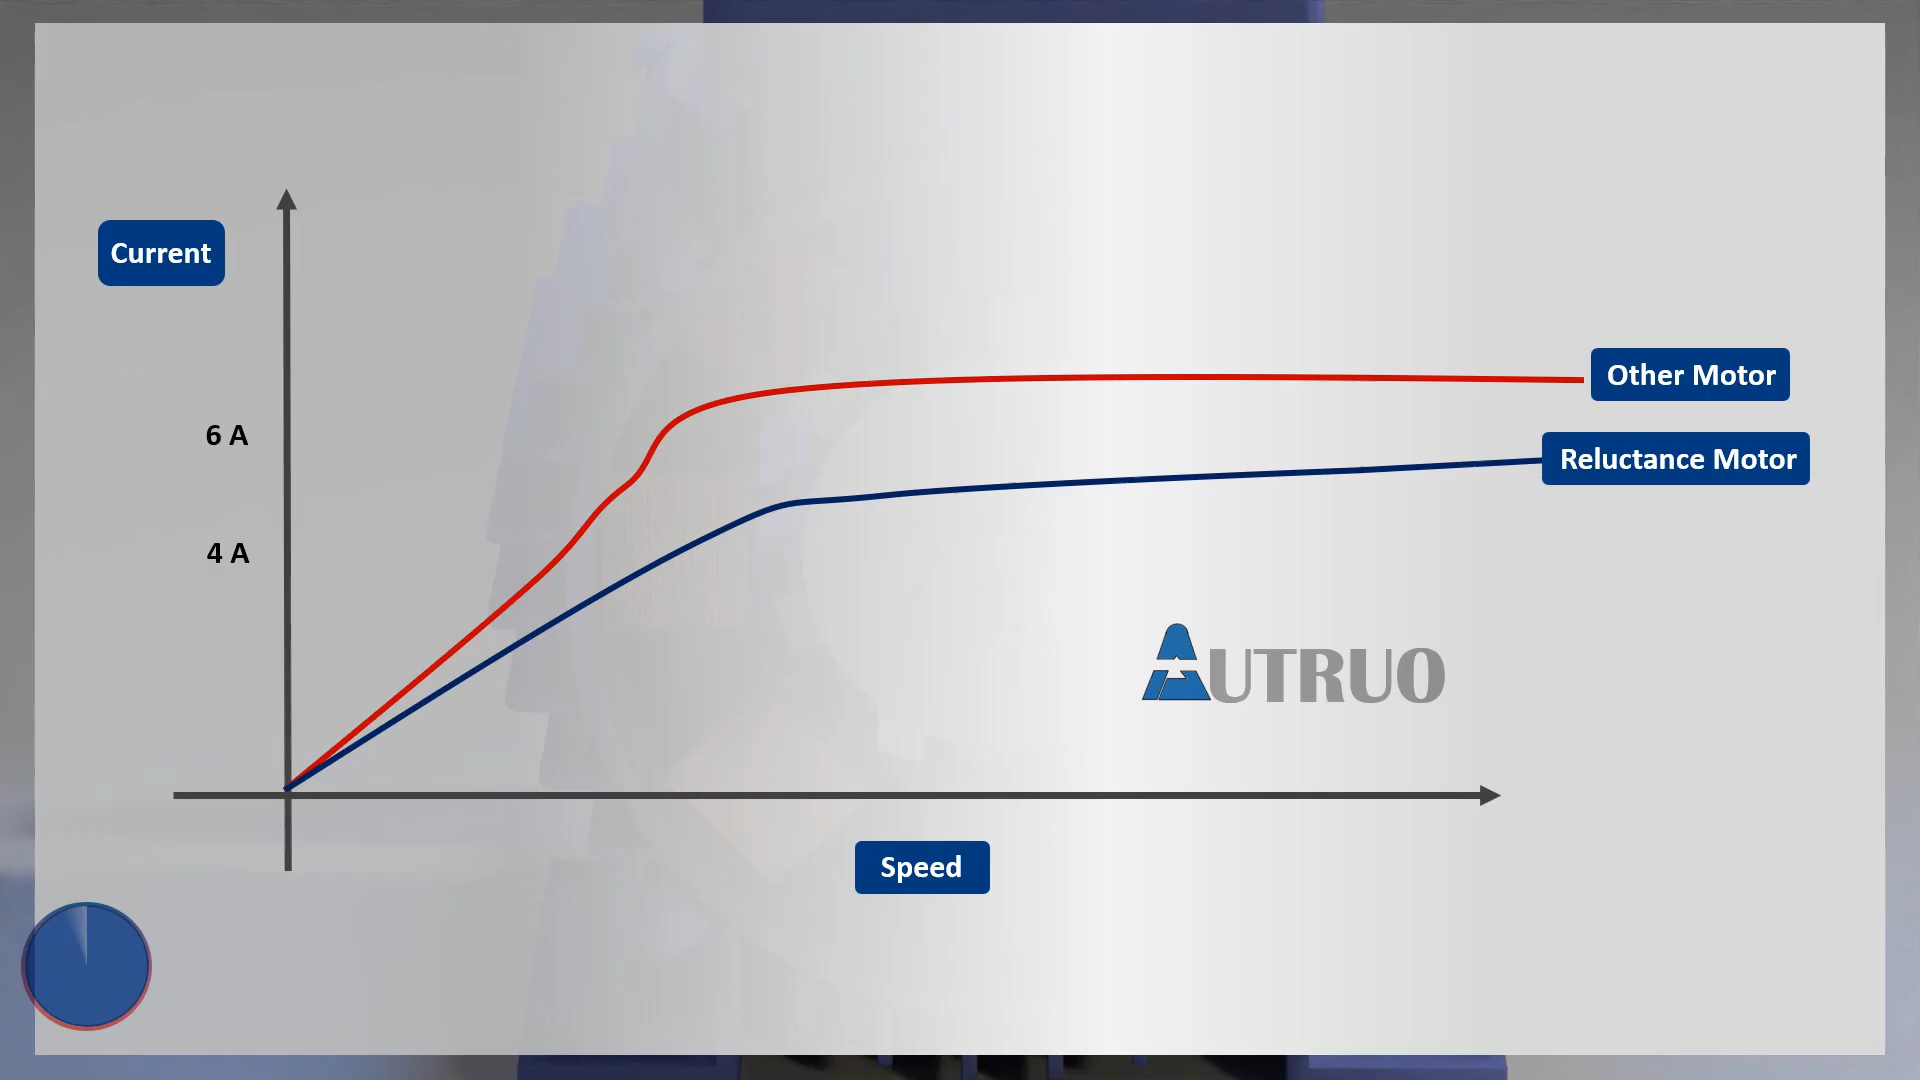 Current
Other Motor
6 A
Reluctance Motor
4 A
AUTRUO
Speed